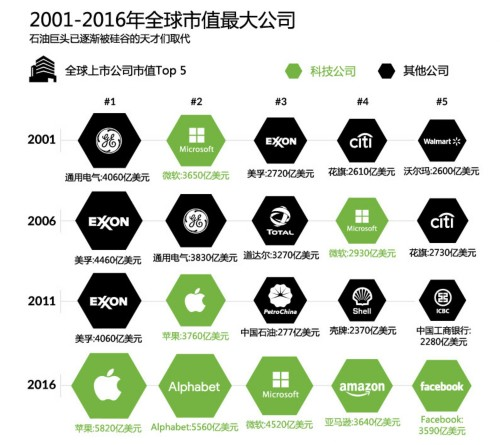 2001-2016年全球市值最大公司
石油巨头已逐渐被硅谷的天才们取代
全球上市公司市值Top 5
科技公司
其他公司
#1 #2 #3 #4 #5
2001
GE
Microsoft
EXXON
citi
Walmart
通用电气:4060亿美元 微软:3650亿美元 美孚:2720亿美元 花旗:2610亿美元 沃尔玛:2600亿美元
2006
EXXON
GE
TOTAL
Microsoft
citi
美孚:4460亿美元 通用电气:3830亿美元 道达尔:3270亿美元 微软:2930亿美元 花旗:2730亿美元
2011
EXXON
PetroChina
Shell
ICBC
美孚:4060亿美元 苹果:3760亿美元 中国石油:277亿美元 壳牌:2370亿美元 中国工商银行:
2280亿美元
2016
Alphabet
Microsoft
amazon
facebook
苹果:5820亿美元 Alphabet:5560亿美元 微软:4520亿美元 亚马逊:3640亿美元 Facebook:
3590亿美元